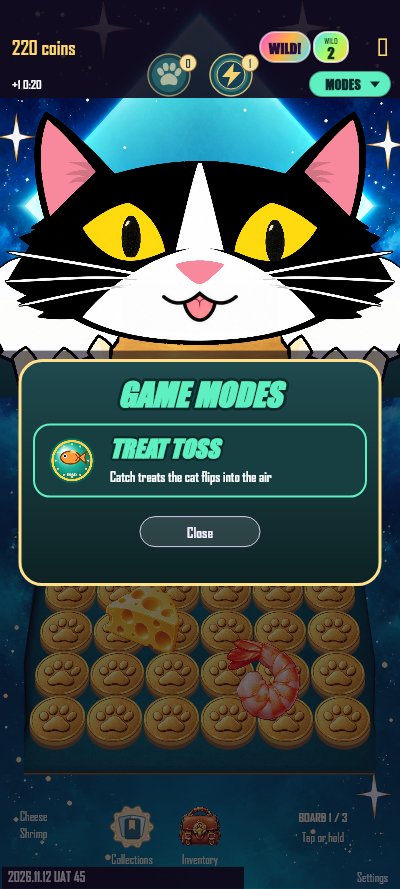 220 coins
0
1
WILD!
WILD
2
+1 0:20
MODES
GAME MODES
TREAT TOSS
Catch treats the cat flips into the air
Close
Cheese
Shrimp
Collections
Inventory
BOARD 1 / 3
Tap or hold
2026.11.12 UAT 45
Settings